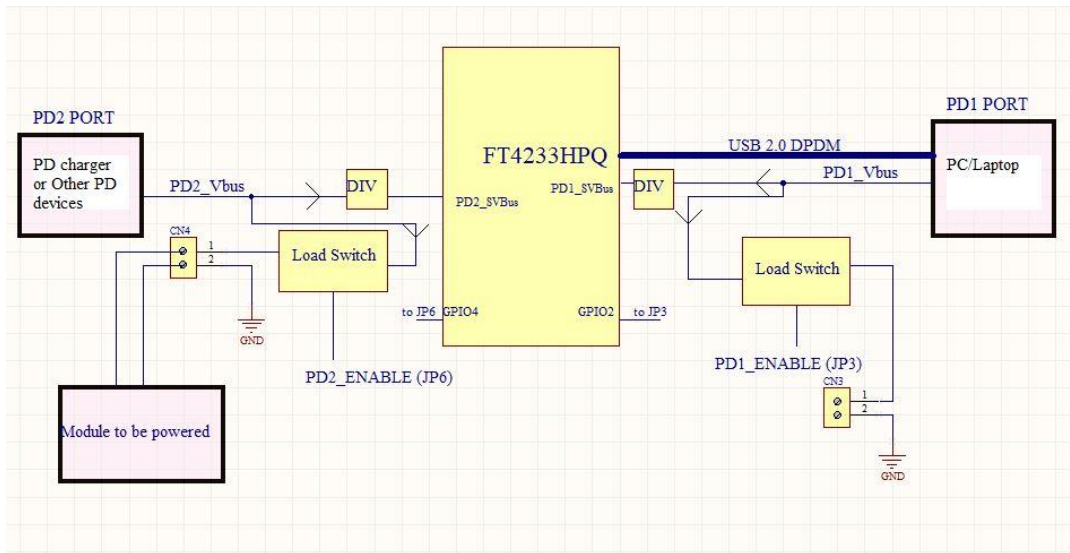 PD2 PORT
PD charger
or Other PD
devices
PD2_Vbus
DIV
PD2_SVBus
FT4233HPQ
PD1_SVBus
DIV
USB 2.0 DPDM
PD1_Vbus
PD1 PORT
PC/Laptop
CN4
1
2
GND
Load Switch
PD2_ENABLE (JP6)
to JP6
GPIO4
GPIO2
to JP3
Load Switch
PD1_ENABLE (JP3)
CN3
1
2
GND
Module to be powered